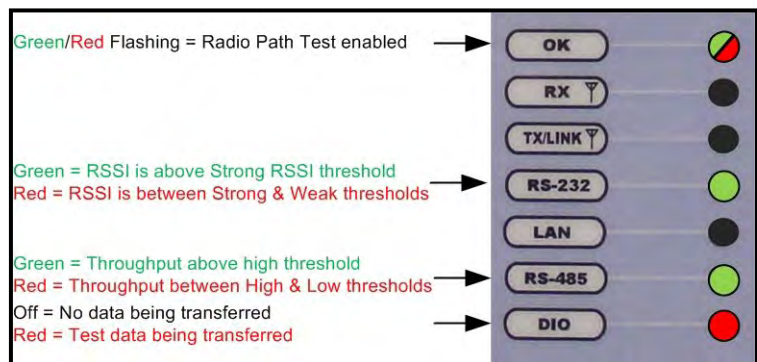 Green/Red Flashing = Radio Path Test enabled
OK
RX
TX/LINK
Green = RSSI is above Strong RSSI threshold
Red = RSSI is between Strong & Weak thresholds
RS-232
LAN
Green = Throughput above high threshold
Red = Throughput between High & Low thresholds
RS-485
Off = No data being transferred
Red = Test data being transferred
DIO